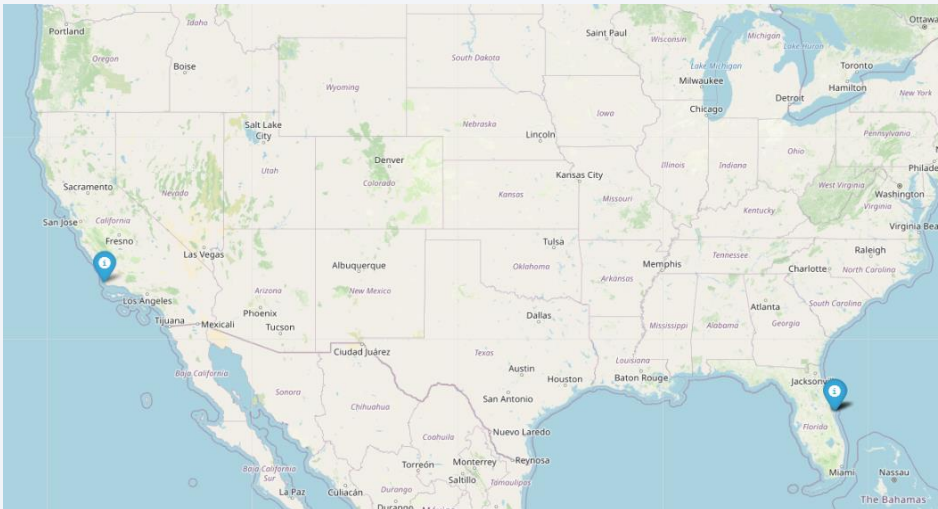 Portland
Idaho
Oregon
Boise
Wyoming
South Dakota
Saint Paul
Wisconsin
Michigan
Lake Huron
Ottawa
Lake Michigan
Toronto
Hamilton
Milwaukee
Detroit
Chicago
New York
Salt Lake
City
Nebraska
Iowa
Lincoln
Pennsylvania
Philade
Denver
Utah
Colorado
Kansas City
Illinois
Indiana
Ohio
West Virginia
Washington
Sacramento
Nevada
Kansas
Missouri
Kentucky
Virginia
San Jose
California
Fresno
Virginia Bea
Las Vegas
Tulsa
Raleigh
Albuquerque
Oklahoma
Memphis
Tennessee
Charlotte
North Carolina
Los Angeles
Arizona
New Mexico
Arkansas
i
Tijuana
Mexicali
Phoenix
Tucson
Dallas
Mississippi
Alabama
Atlanta
Georgia
South Carolina
Ciudad Juárez
Texas
Louisiana
Baja California
Sonora
Austin
Houston
Baton Rouge
Jacksonvill
i
San Antonio
Chihuahua
Florida
Coahuila
Nuevo Laredo
Baja California
Sur
Torreón
Monterrey
Reynosa
Saltillo
Miami
Nassau
La Paz
Culiacán
Durango
Tamaulipas
The Bahamas
Durango